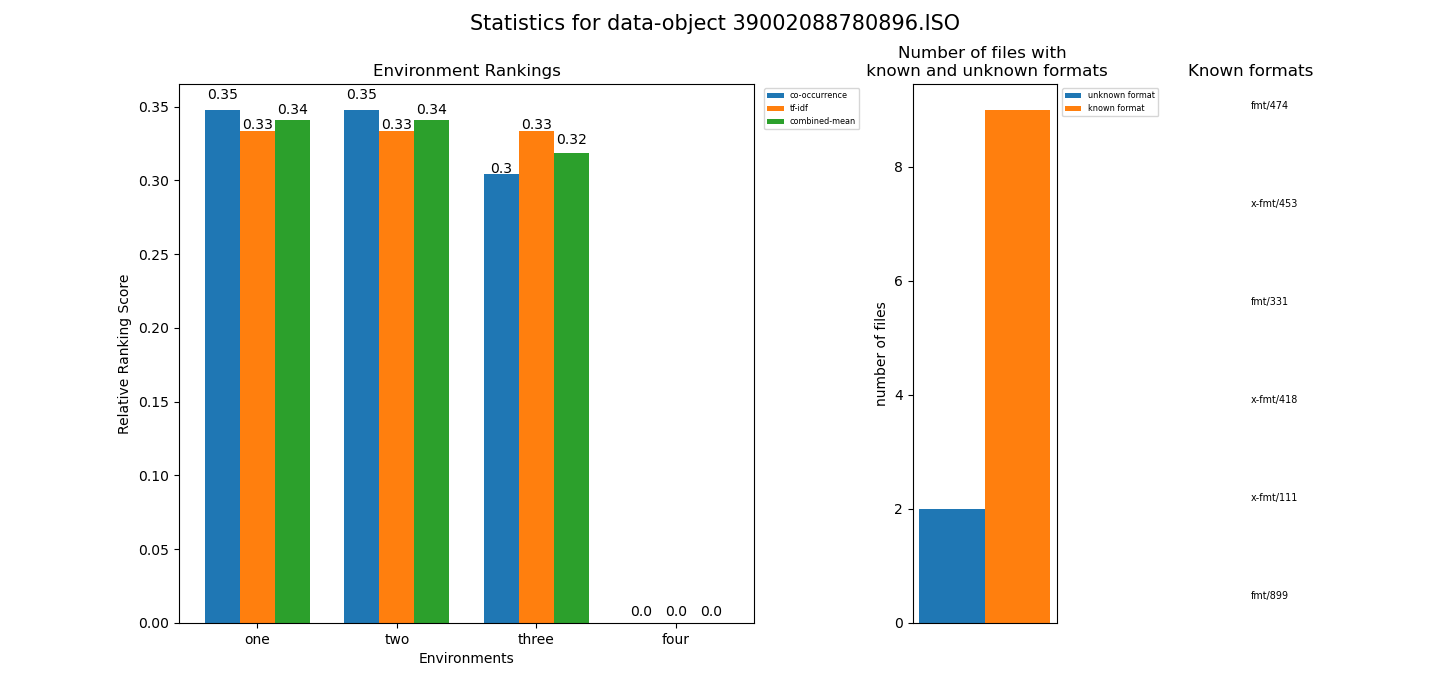 Statistics for data-object 39002088780896.ISO
Environment Rankings
0.35
0.30
0.25
0.20
0.15
0.10
0.05
0.00
Relative Ranking Score
0.35
0.33
0.34
0.35
0.33
0.34
0.3
0.33
0.32
0.0
0.0
0.0
one
two
three
four
Environments
co-occurrence
tf-idf
combined-mean
Number of files with
known and unknown formats
8
6
4
2
0
number of files
unknown format
known format
Known formats
fmt/474
x-fmt/453
fmt/331
x-fmt/418
x-fmt/111
fmt/899